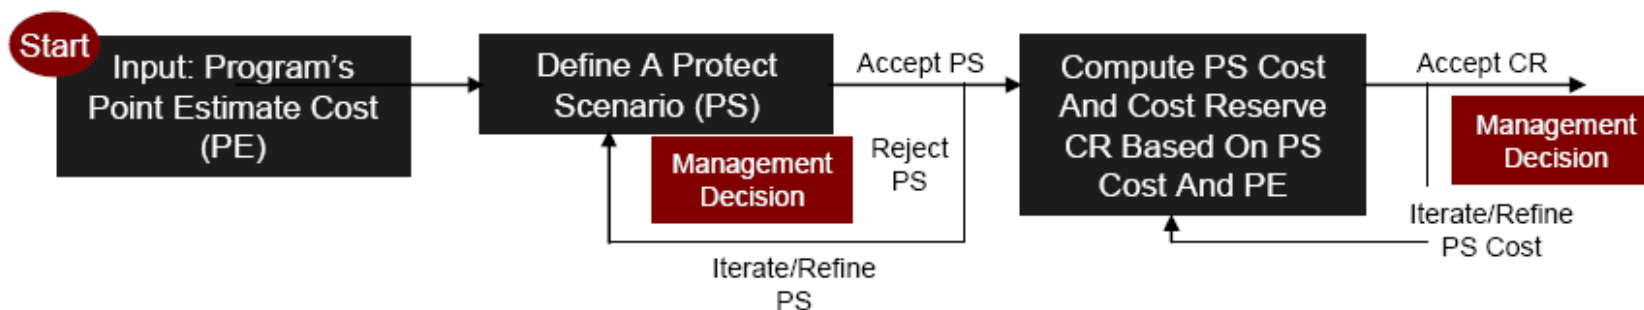 Start
Input: Program's
Point Estimate Cost
(PE)
Define A Protect
Scenario (PS)
Management
Decision
Accept PS
Reject
PS
Iterate/Refine
PS
Compute PS Cost
And Cost Reserve
CR Based On PS
Cost And PE
Accept CR
Management
Decision
Iterate/Refine
PS Cost